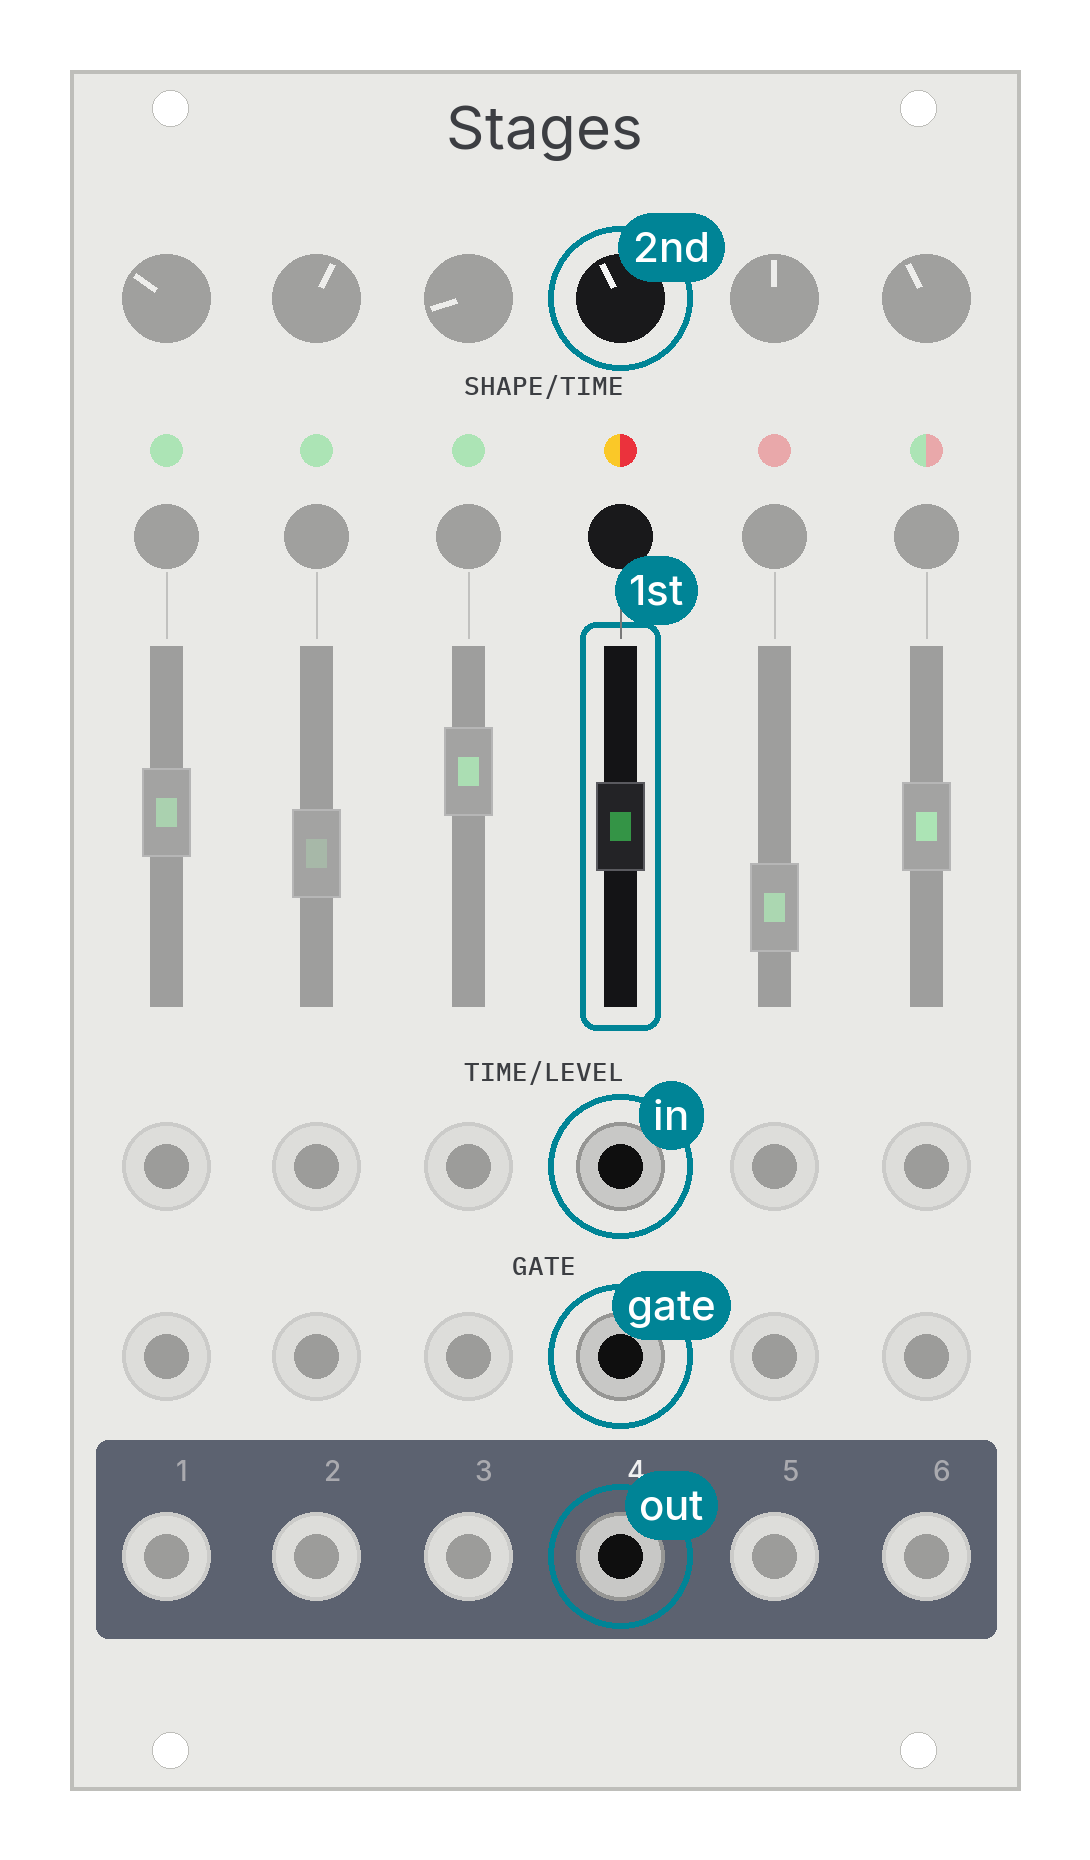 Stages
2nd
SHAPE/TIME
1st
TIME/LEVEL
in
GATE
gate
1 2 3 4 5 6
out